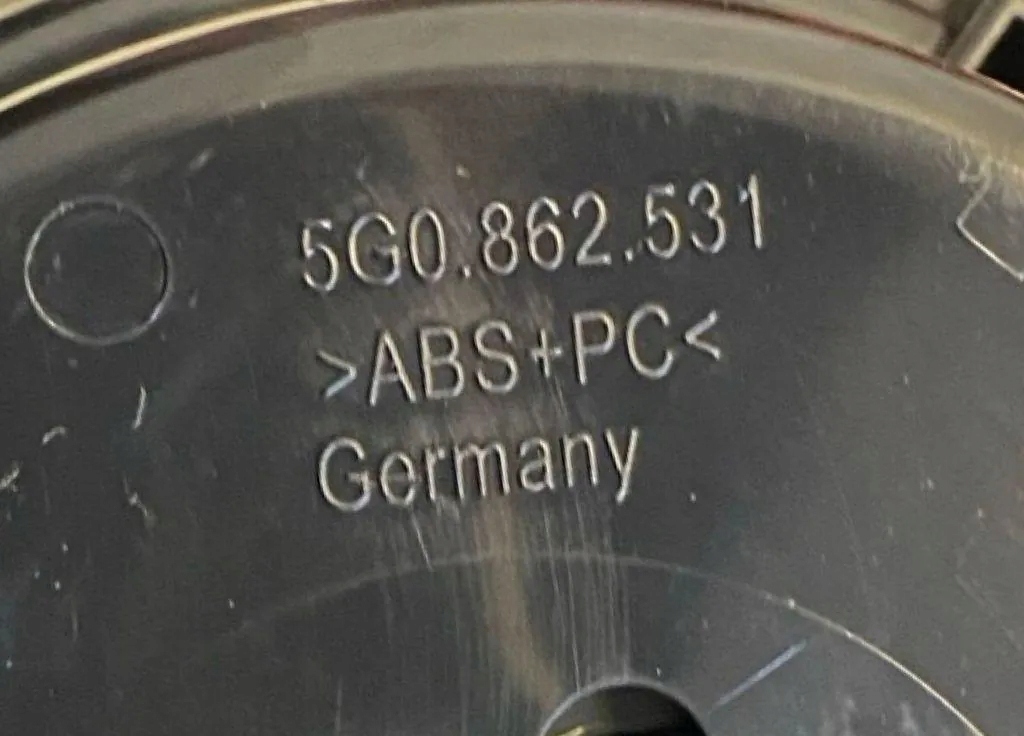 5G0.862.531
>ABS+PC<
Germany